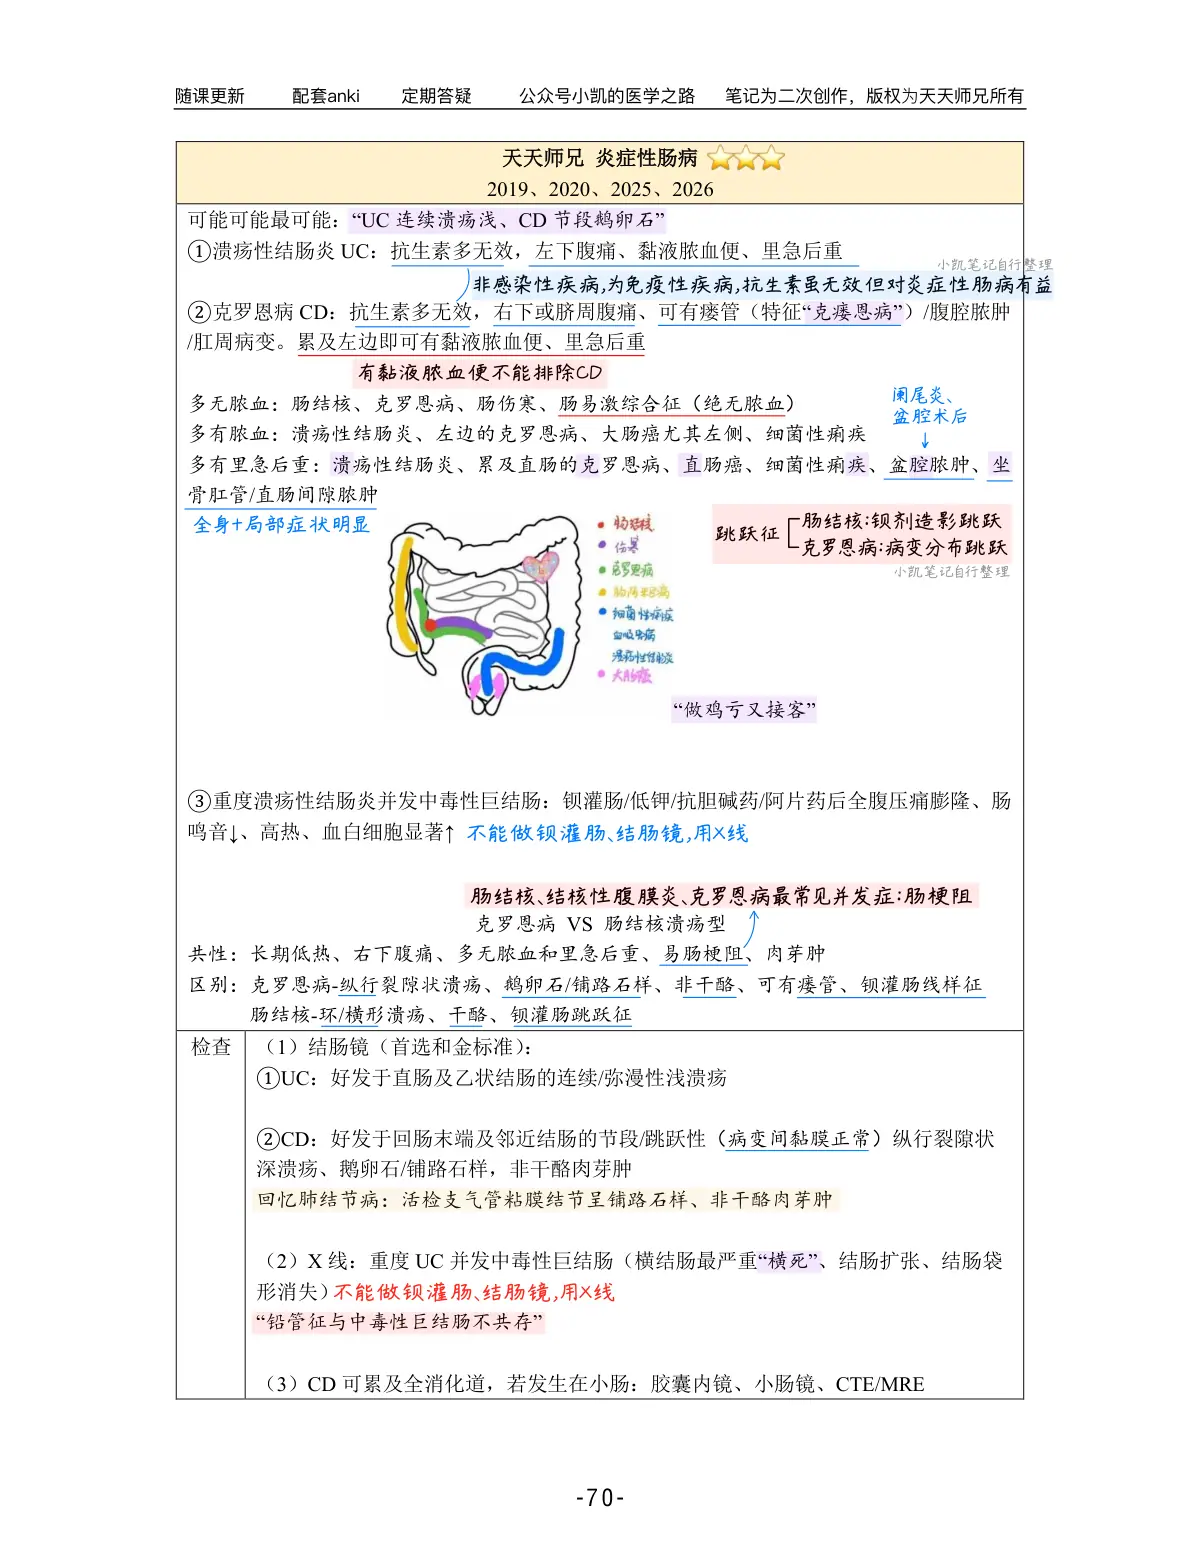 随课更新 配套anki 定期答疑 公众号小凯的医学之路 笔记为二次创作，版权为天天师兄所有
天天师兄 炎症性肠病
2019、2020、2025、2026
可能可能最可能：“UC 连续溃疡浅、CD 节段鹅卵石”
①溃疡性结肠炎 UC：抗生素多无效，左下腹痛、黏液脓血便、里急后重
小凯笔记自行整理
非感染性疾病,为免疫性疾病,抗生素虽无效但对炎症性肠病有益
②克罗恩病 CD：抗生素多无效，右下或脐周腹痛、可有瘘管（特征“克瘘恩病”）/腹腔脓肿
/肛周病变。累及左边即可有黏液脓血便、里急后重
有黏液脓血便不能排除CD
多无脓血：肠结核、克罗恩病、肠伤寒、肠易激综合征（绝无脓血）
阑尾炎、
盆腔术后
↓
多有脓血：溃疡性结肠炎、左边的克罗恩病、大肠癌尤其左侧、细菌性痢疾
多有里急后重：溃疡性结肠炎、累及直肠的克罗恩病、直肠癌、细菌性痢疾、盆腔脓肿、坐
骨肛管/直肠间隙脓肿
全身+局部症状明显
肠结核
伤寒
克罗恩病
细菌性痢疾
血吸虫病
溃疡性结肠炎
大肠癌
跳跃征
肠结核:钡剂造影跳跃
克罗恩病:病变分布跳跃
小凯笔记自行整理
“做鸡亏又接客”
③重度溃疡性结肠炎并发中毒性巨结肠：钡灌肠/低钾/抗胆碱药/阿片药后全腹压痛膨隆、肠
鸣音↓、高热、血白细胞显著↑ 不能做钡灌肠、结肠镜,用X线
肠结核、结核性腹膜炎、克罗恩病最常见并发症:肠梗阻
克罗恩病 VS 肠结核溃疡型
共性：长期低热、右下腹痛、多无脓血和里急后重、易肠梗阻、肉芽肿
区别：克罗恩病-纵行裂隙状溃疡、鹅卵石/铺路石样、非干酪、可有瘘管、钡灌肠线样征
肠结核-环/横形溃疡、干酪、钡灌肠跳跃征
检查
（1）结肠镜（首选和金标准）：
①UC：好发于直肠及乙状结肠的连续/弥漫性浅溃疡
②CD：好发于回肠末端及邻近结肠的节段/跳跃性（病变间黏膜正常）纵行裂隙状
深溃疡、鹅卵石/铺路石样，非干酪肉芽肿
回忆肺结节病：活检支气管粘膜结节呈铺路石样、非干酪肉芽肿
（2）X 线：重度 UC 并发中毒性巨结肠（横结肠最严重“横死”、结肠扩张、结肠袋
形消失）不能做钡灌肠、结肠镜,用X线
“铅管征与中毒性巨结肠不共存”
（3）CD 可累及全消化道，若发生在小肠：胶囊内镜、小肠镜、CTE/MRE
-70-